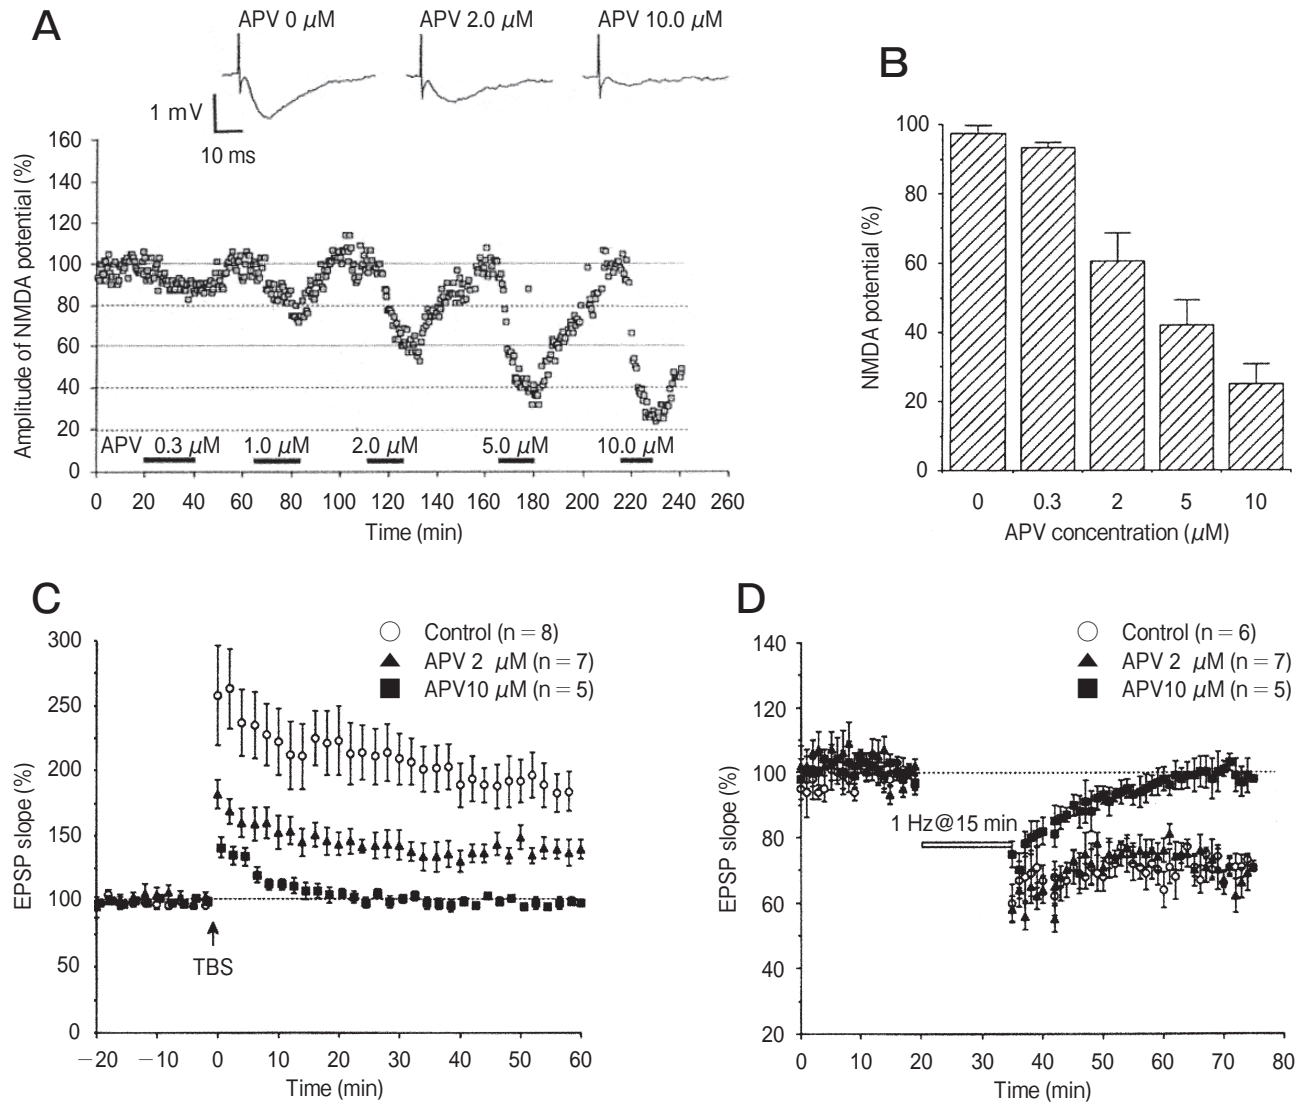 A
APV 0 μM
APV 2.0 μM
APV 10.0 μM
1 mV
10 ms
Amplitude of NMDA potential (%)
160
140
120
100
80
60
40
20
0
APV 0.3 μM
1.0 μM
2.0 μM
5.0 μM
10.0 μM
0 20 40 60 80 100 120 140 160 180 200 220 240 260
Time (min)
B
NMDA potential (%)
100
80
60
40
20
0
0 0.3 2 5 10
APV concentration (μM)
C
Control (n = 8)
APV 2 μM (n = 7)
APV10 μM (n = 5)
EPSP slope (%)
300
250
200
150
100
50
0
TBS
−20 −10 0 10 20 30 40 50 60
Time (min)
D
Control (n = 6)
APV 2 μM (n = 7)
APV10 μM (n = 5)
EPSP slope (%)
140
120
100
80
60
40
20
1 Hz@15 min
0 10 20 30 40 50 60 70 80
Time (min)